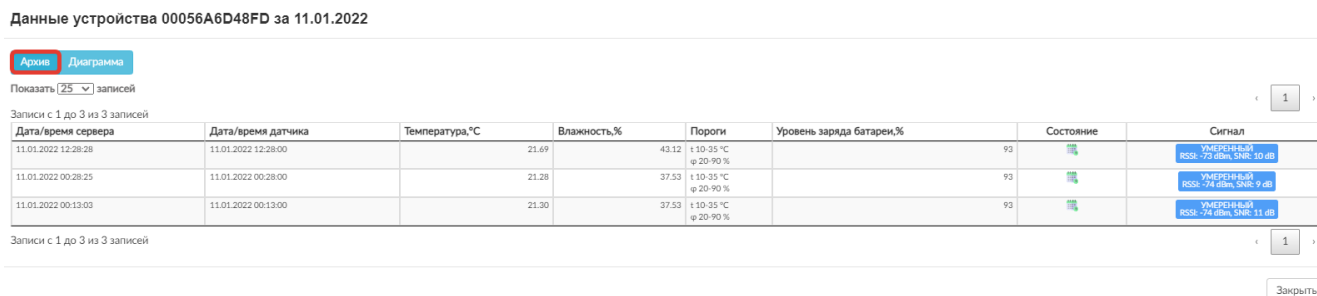 Данные устройства 00056A6D48FD за 11.01.2022
Архив Диаграмма
Показать 25 записей
‹ 1 ›
Записи с 1 до 3 из 3 записей
Дата/время сервера Дата/время датчика Температура,°C Влажность,% Пороги Уровень заряда батареи,% Состояние Сигнал
11.01.2022 12:28:28 11.01.2022 12:28:00 21.69 43.12 t 10-35 °C 93 УМЕРЕННЫЙ
φ 20-90 % RSSI: -73 dBm, SNR: 10 dB
11.01.2022 00:28:25 11.01.2022 00:28:00 21.28 37.53 t 10-35 °C 93 УМЕРЕННЫЙ
φ 20-90 % RSSI: -74 dBm, SNR: 9 dB
11.01.2022 00:13:03 11.01.2022 00:13:00 21.30 37.53 t 10-35 °C 93 УМЕРЕННЫЙ
φ 20-90 % RSSI: -74 dBm, SNR: 11 dB
Записи с 1 до 3 из 3 записей
‹ 1 ›
Закрыть